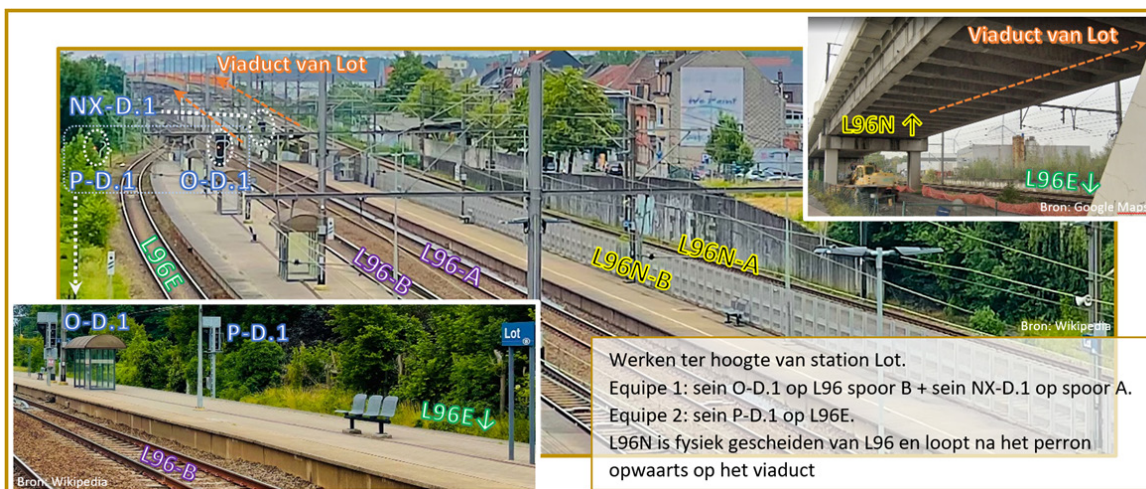 Viaduct van Lot
NX-D.1
P-D.1
O-D.1
L96E
L96-B
L96-A
L96N-B
L96N-A
We Paint
Bron: Wikipedia
Viaduct van Lot
L96N ↑
L96E ↓
Bron: Google Maps
O-D.1
P-D.1
Lot
L96E ↓
L96-B
Bron: Wikipedia
Werken ter hoogte van station Lot.
Equipe 1: sein O-D.1 op L96 spoor B + sein NX-D.1 op spoor A.
Equipe 2: sein P-D.1 op L96E.
L96N is fysiek gescheiden van L96 en loopt na het perron
opwaarts op het viaduct